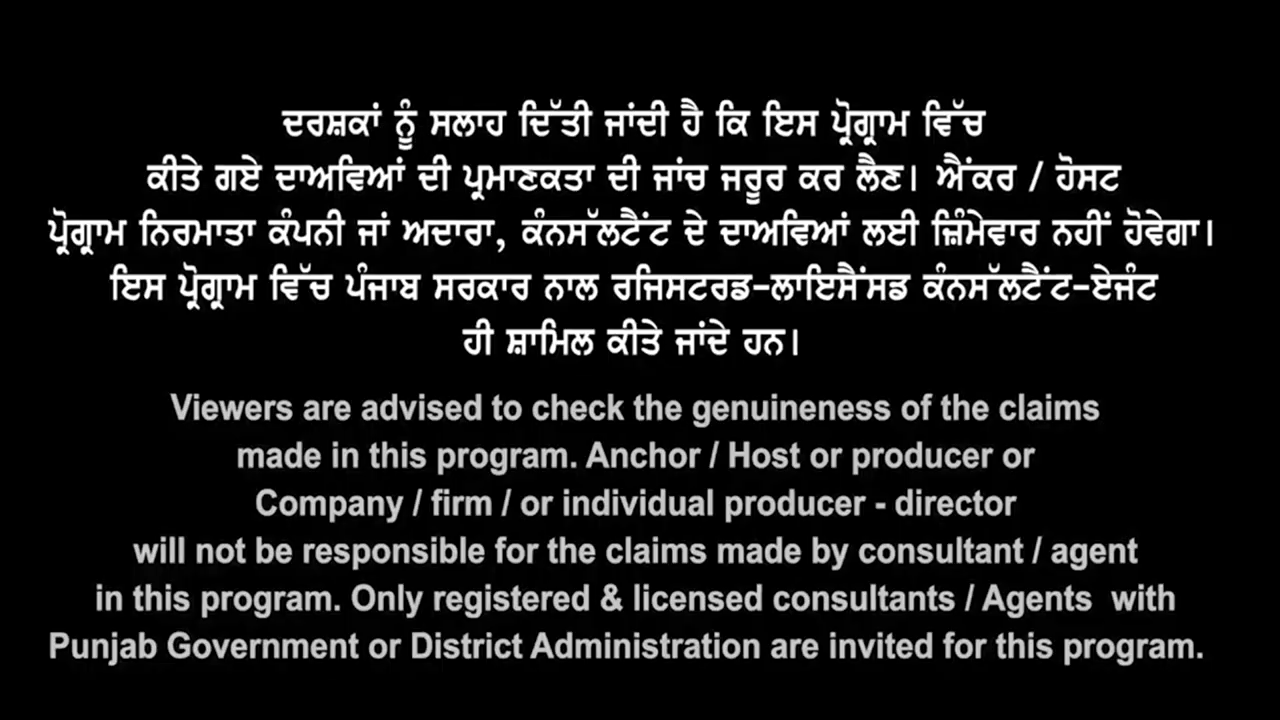 ਦਰਸ਼ਕਾਂ ਨੂੰ ਸਲਾਹ ਦਿੱਤੀ ਜਾਂਦੀ ਹੈ ਕਿ ਇਸ ਪ੍ਰੋਗ੍ਰਾਮ ਵਿੱਚ
ਕੀਤੇ ਗਏ ਦਾਅਵਿਆਂ ਦੀ ਪ੍ਰਮਾਣਕਤਾ ਦੀ ਜਾਂਚ ਜਰੂਰ ਕਰ ਲੈਣ। ਐਂਕਰ / ਹੋਸਟ
ਪ੍ਰੋਗ੍ਰਾਮ ਨਿਰਮਾਤਾ ਕੰਪਨੀ ਜਾਂ ਅਦਾਰਾ, ਕੰਨਸੱਲਟੈਂਟ ਦੇ ਦਾਅਵਿਆਂ ਲਈ ਜ਼ਿੰਮੇਵਾਰ ਨਹੀਂ ਹੋਵੇਗਾ।
ਇਸ ਪ੍ਰੋਗ੍ਰਾਮ ਵਿੱਚ ਪੰਜਾਬ ਸਰਕਾਰ ਨਾਲ ਰਜਿਸਟਰਡ-ਲਾਇਸੈਂਸਡ ਕੰਨਸੱਲਟੈਂਟ-ਏਜੰਟ
ਹੀ ਸ਼ਾਮਿਲ ਕੀਤੇ ਜਾਂਦੇ ਹਨ।
Viewers are advised to check the genuineness of the claims
made in this program. Anchor / Host or producer or
Company / firm / or individual producer - director
will not be responsible for the claims made by consultant / agent
in this program. Only registered & licensed consultants / Agents  with
Punjab Government or District Administration are invited for this program.